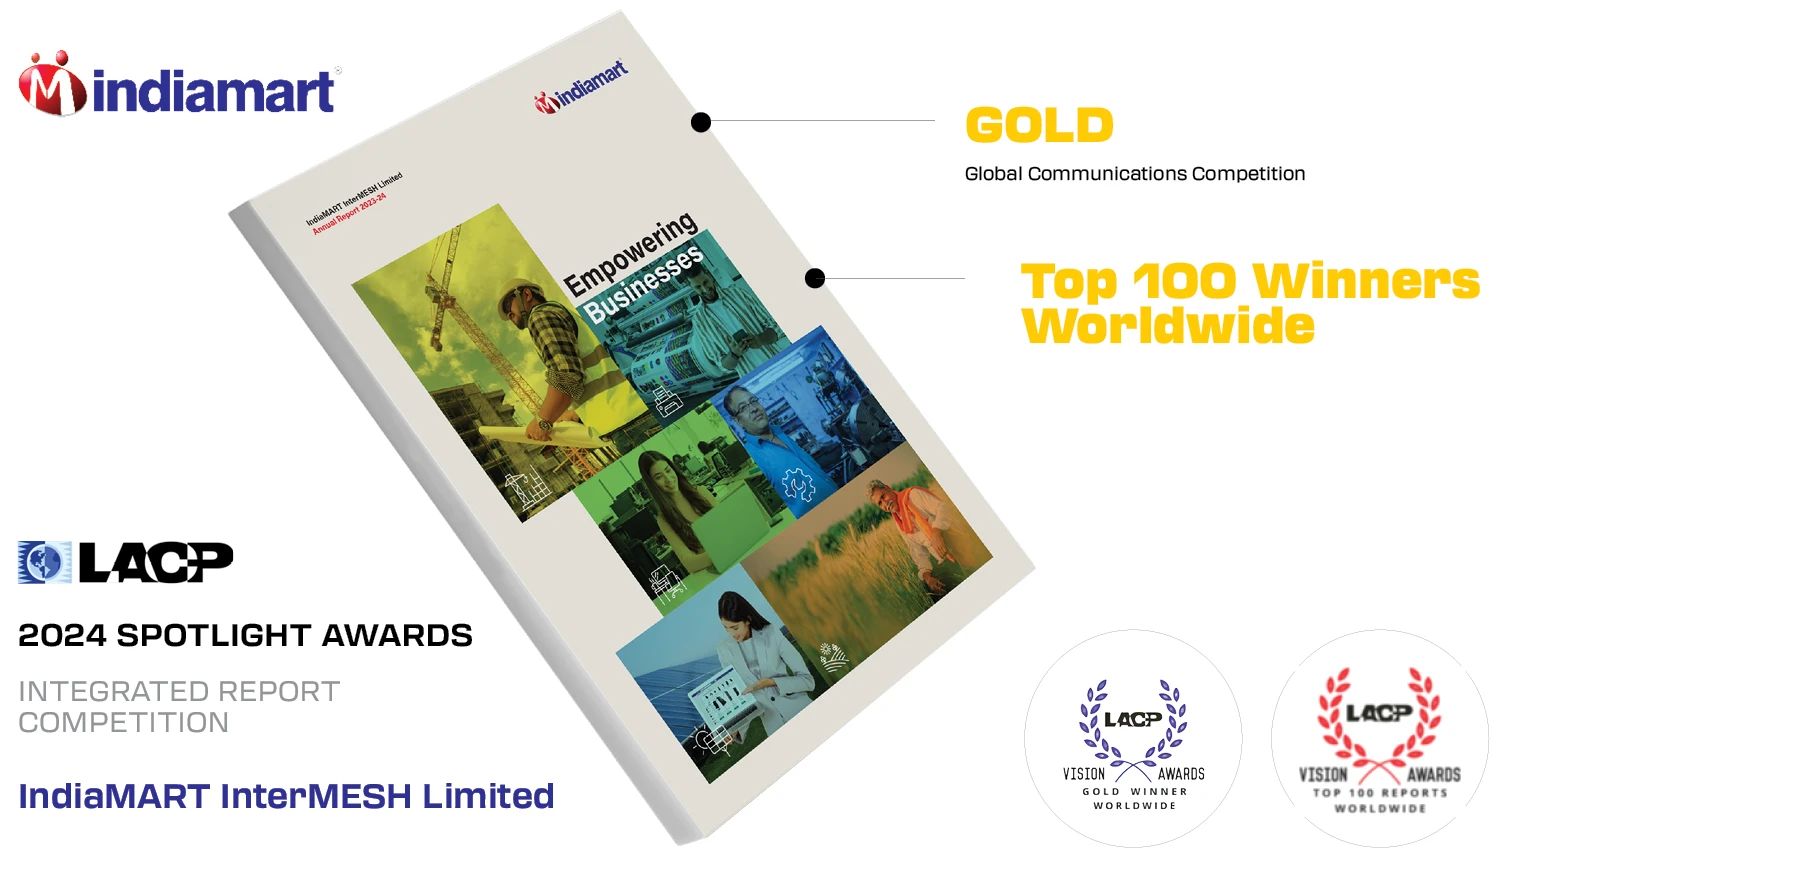 indiamart
indiamart
IndiaMART InterMESH Limited
Annual Report 2023-24
Empowering
Businesses
GOLD
Global Communications Competition
Top 100 Winners
Worldwide
LACP
2024 SPOTLIGHT AWARDS
INTEGRATED REPORT
COMPETITION
IndiaMART InterMESH Limited
LACP
VISION AWARDS
GOLD WINNER
WORLDWIDE
LACP
VISION AWARDS
TOP 100 REPORTS
WORLDWIDE